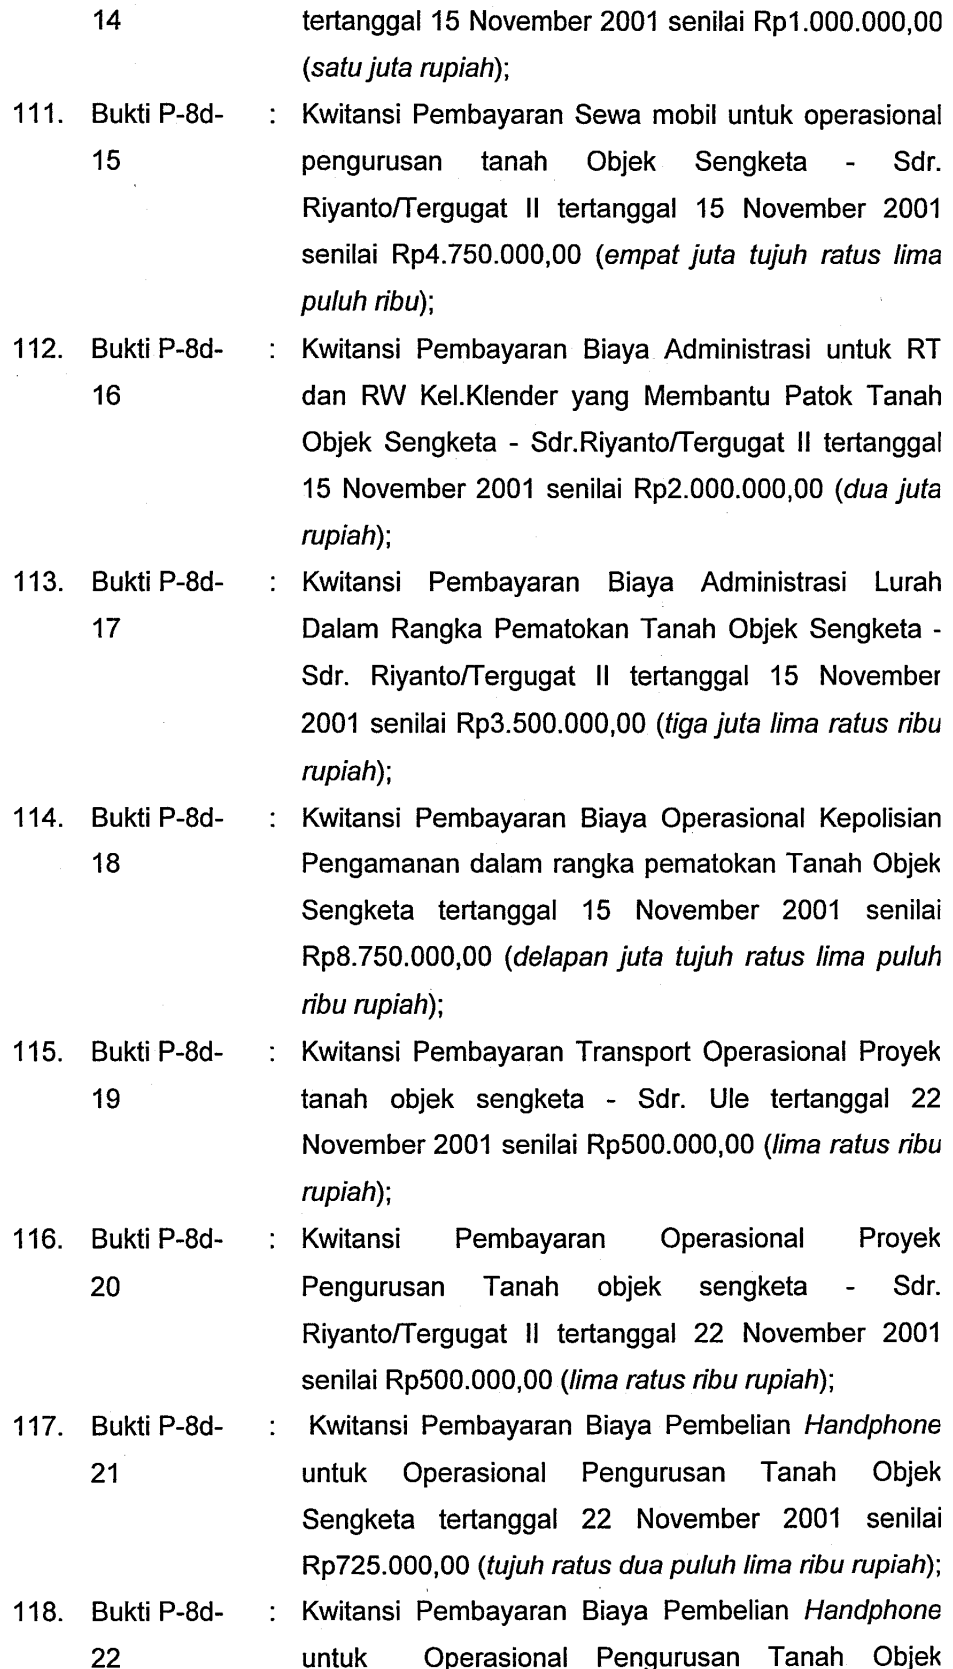 14 tertanggal 15 November 2001 senilai Rp1.000.000,00
(satu juta rupiah);
111. Bukti P-8d- : Kwitansi Pembayaran Sewa mobil untuk operasional
15 pengurusan tanah Objek Sengketa - Sdr.
Riyanto/Tergugat II tertanggal 15 November 2001
senilai Rp4.750.000,00 (empat juta tujuh ratus lima
puluh ribu);
112. Bukti P-8d- : Kwitansi Pembayaran Biaya Administrasi untuk RT
16 dan RW Kel.Klender yang Membantu Patok Tanah
Objek Sengketa - Sdr.Riyanto/Tergugat II tertanggal
15 November 2001 senilai Rp2.000.000,00 (dua juta
rupiah);
113. Bukti P-8d- : Kwitansi Pembayaran Biaya Administrasi Lurah
17 Dalam Rangka Pematokan Tanah Objek Sengketa -
Sdr. Riyanto/Tergugat II tertanggal 15 November
2001 senilai Rp3.500.000,00 (tiga juta lima ratus ribu
rupiah);
114. Bukti P-8d- : Kwitansi Pembayaran Biaya Operasional Kepolisian
18 Pengamanan dalam rangka pematokan Tanah Objek
Sengketa tertanggal 15 November 2001 senilai
Rp8.750.000,00 (delapan juta tujuh ratus lima puluh
ribu rupiah);
115. Bukti P-8d- : Kwitansi Pembayaran Transport Operasional Proyek
19 tanah objek sengketa - Sdr. Ule tertanggal 22
November 2001 senilai Rp500.000,00 (lima ratus ribu
rupiah);
116. Bukti P-8d- : Kwitansi Pembayaran Operasional Proyek
20 Pengurusan Tanah objek sengketa - Sdr.
Riyanto/Tergugat II tertanggal 22 November 2001
senilai Rp500.000,00 (lima ratus ribu rupiah);
117. Bukti P-8d- : Kwitansi Pembayaran Biaya Pembelian Handphone
21 untuk Operasional Pengurusan Tanah Objek
Sengketa tertanggal 22 November 2001 senilai
Rp725.000,00 (tujuh ratus dua puluh lima ribu rupiah);
118. Bukti P-8d- : Kwitansi Pembayaran Biaya Pembelian Handphone
22 untuk Operasional Pengurusan Tanah Objek